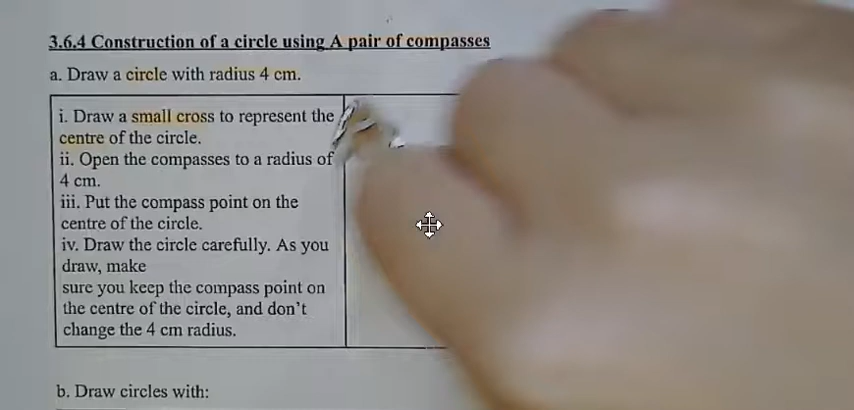 3.6.4 Construction of a circle using A pair of compasses
a. Draw a circle with radius 4 cm.
i. Draw a small cross to represent the
centre of the circle.
ii. Open the compasses to a radius of
4 cm.
iii. Put the compass point on the
centre of the circle.
iv. Draw the circle carefully. As you
draw, make
sure you keep the compass point on
the centre of the circle, and don't
change the 4 cm radius.
b. Draw circles with: